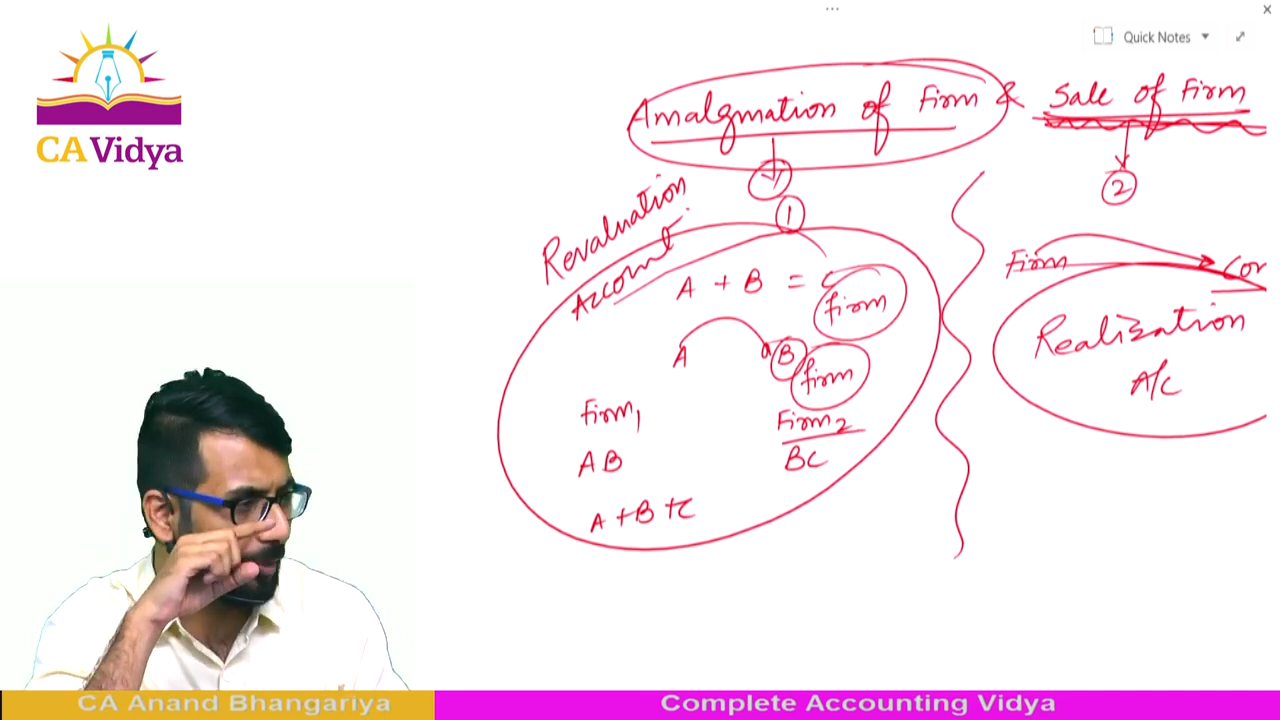 CA Vidya
Quick Notes
Amalgmation of Firm & Sale of Firm
1
2
Revaluation
Account
A + B = C
firm
A B
firm
Firm1 Firm2
AB BC
A + B + C
Firm Cor
Realization
A/c
CA Anand Bhangariya
Complete Accounting Vidya